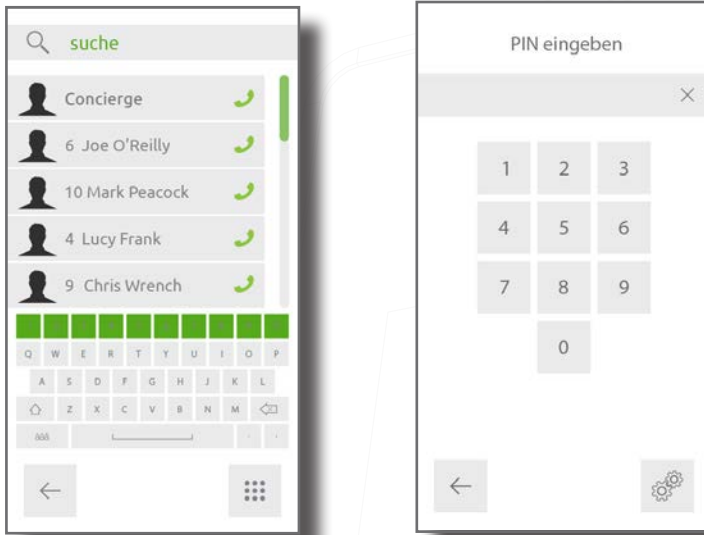 suche
Concierge
6 Joe O'Reilly
10 Mark Peacock
4 Lucy Frank
9 Chris Wrench
Q W E R T Y U I O P
A S D F G H J K L
Z X C V B N M
PIN eingeben
1 2 3
4 5 6
7 8 9
0